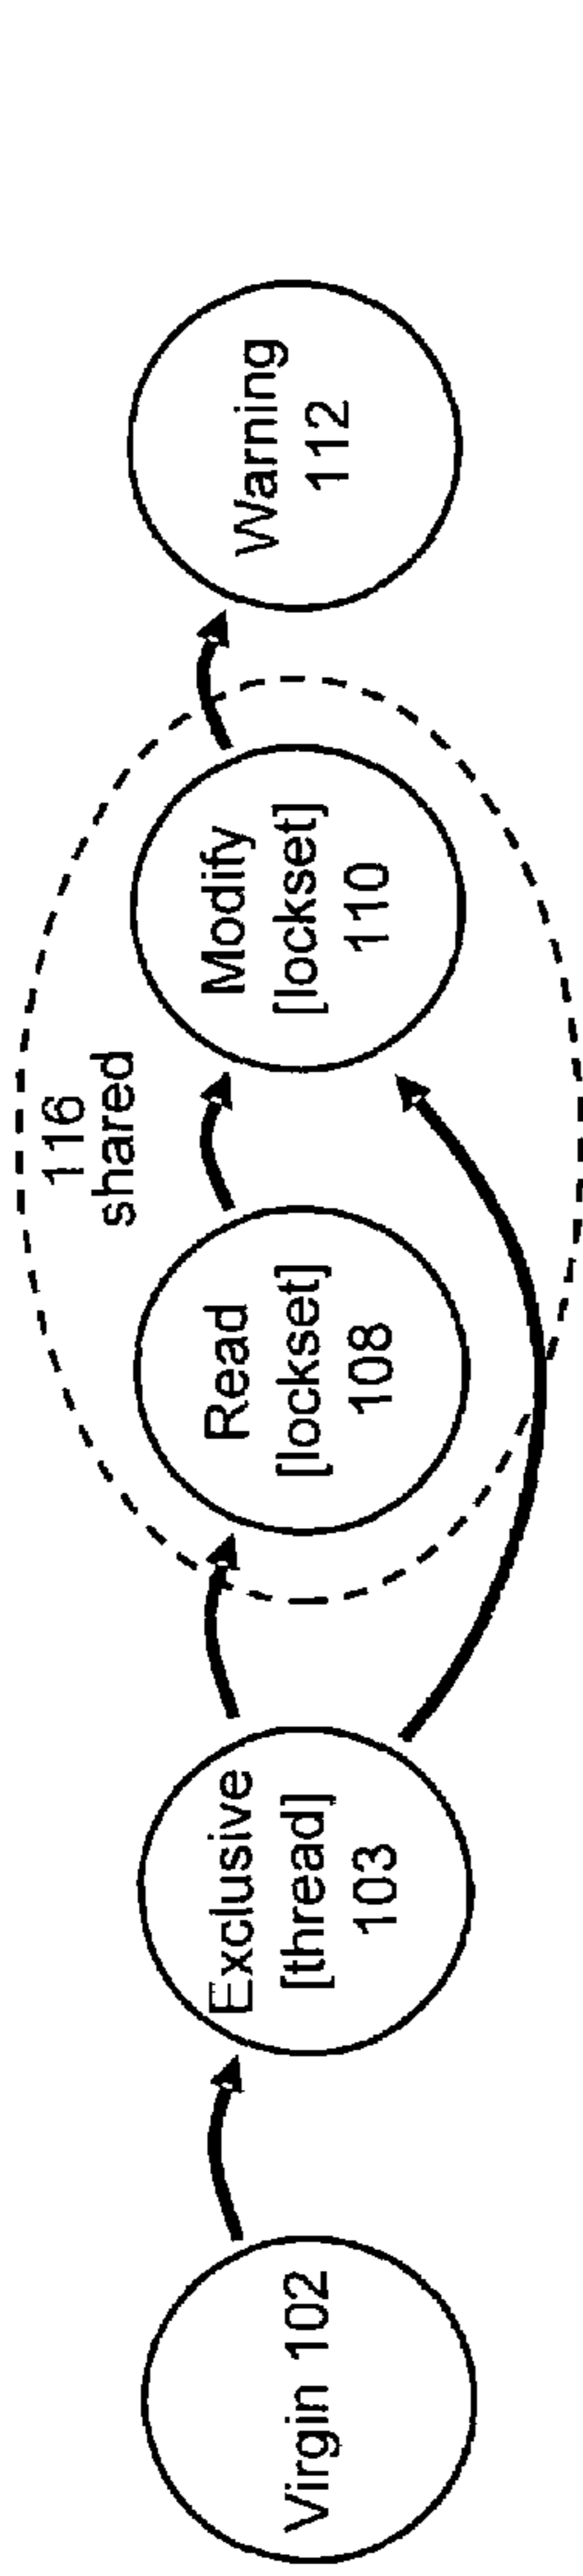 Virgin 102
Exclusive
[thread]
103
116
shared
Read
[lockset]
108
Modify
[lockset]
110
Warning
112